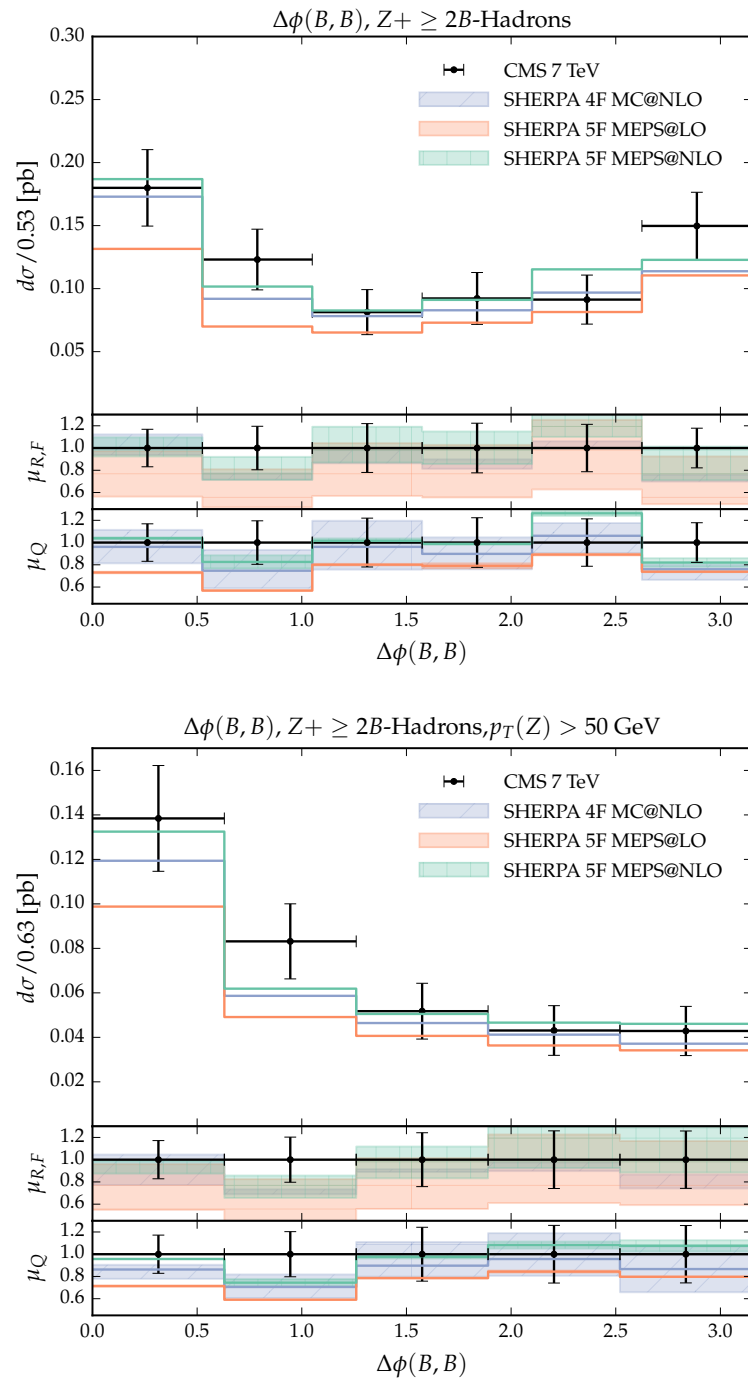 Δϕ(B, B), Z+ ≥ 2B-Hadrons
0.30
0.25
0.20
0.15
0.10
0.05
dσ/0.53 [pb]
CMS 7 TeV
SHERPA 4F MC@NLO
SHERPA 5F MEPS@LO
SHERPA 5F MEPS@NLO
1.2
1.0
0.8
0.6
μR,F
1.2
1.0
0.8
0.6
μQ
0.0 0.5 1.0 1.5 2.0 2.5 3.0
Δϕ(B, B)
Δϕ(B, B), Z+ ≥ 2B-Hadrons,pT(Z) > 50 GeV
0.16
0.14
0.12
0.10
0.08
0.06
0.04
0.02
dσ/0.63 [pb]
CMS 7 TeV
SHERPA 4F MC@NLO
SHERPA 5F MEPS@LO
SHERPA 5F MEPS@NLO
1.2
1.0
0.8
0.6
μR,F
1.2
1.0
0.8
0.6
μQ
0.0 0.5 1.0 1.5 2.0 2.5 3.0
Δϕ(B, B)